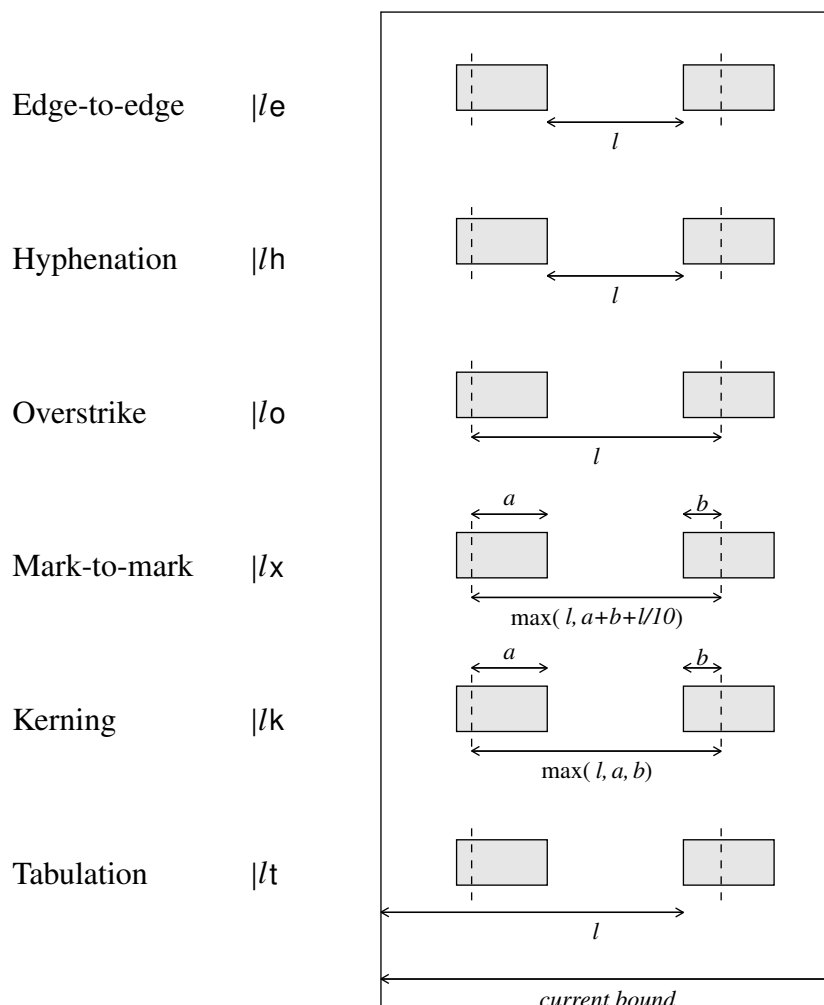 Edge-to-edge |le
l
Hyphenation |lh
l
Overstrike |lo
l
a b
Mark-to-mark |lx
max( l, a+b+l/10)
a b
Kerning |lk
max( l, a, b)
Tabulation |lt
l
current bound